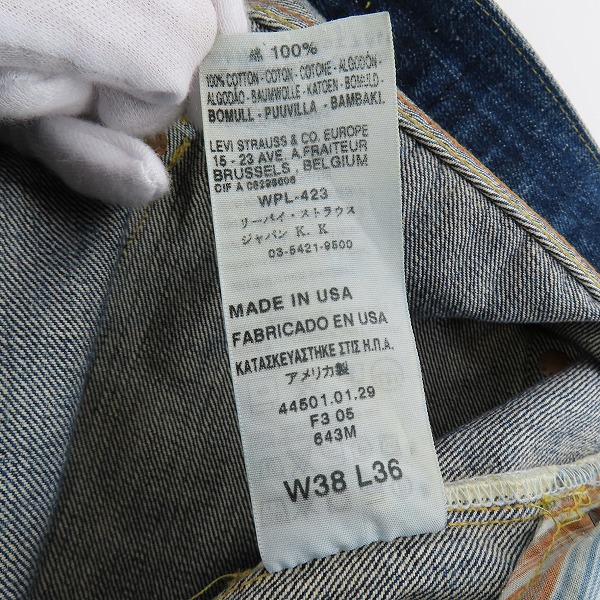 綿 100%
100% COTTON - COTON - COTONE - ALGODÓN -
ALGODAO - BAUMWOLLE - KATOEN - BOMULD -
BOMULL - PUUVILLA - BAMBAKI.
LEVI STRAUSS & CO. EUROPE
15 - 23 AVE. A.FRAITEUR
BRUSSELS, BELGIUM
CIF A 08298606
WPL-423
リーバイ・ストラウス
ジャパン K. K
03-5421-9500
MADE IN USA
FABRICADO EN USA
ΚΑΤΑΣΚΕΥΑΣΤΗΚΕ ΣΤΙΣ Η.Π.Α.
アメリカ製
44501.01.29
F3 05
643M
W38 L36